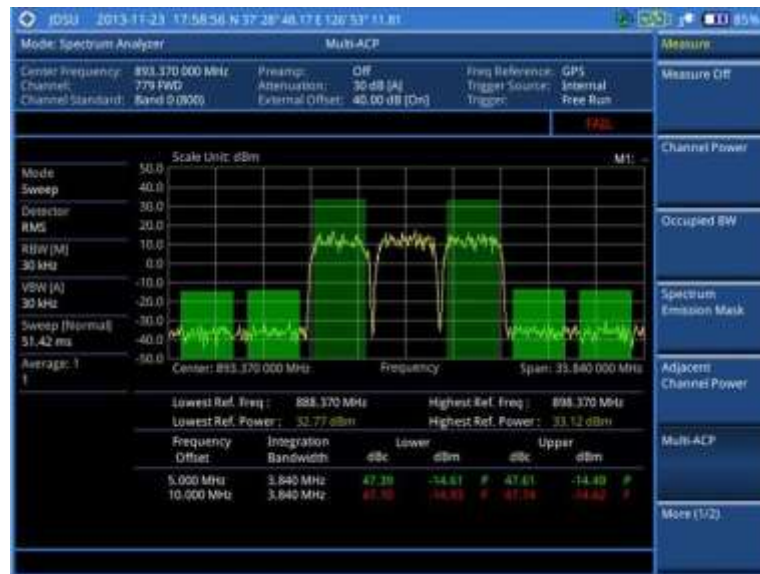 JDSU 2013-11-23 17:58:56 N 37° 28' 48.17 E 126° 53' 11.81 85%
Mode: Spectrum Analyzer Multi-ACP Measure
Center Frequency: 893.370 000 MHz Preamp: Off Freq Reference: GPS
Channel: 779 FWD Attenuation: 30 dB [A] Trigger Source: Internal
Channel Standard: Band 0 (800) External Offset: 40.00 dB [On] Trigger: Free Run
Measure Off
FAIL
Channel Power
Scale Unit: dBm M1: --
Mode
Sweep
Detector
RMS
RBW [M]
30 kHz
VBW [A]
30 kHz
Sweep [Normal]
51.42 ms
Average: 1
1
50.0
40.0
30.0
20.0
10.0
0.0
-10.0
-20.0
-30.0
-40.0
-50.0
Center: 893.370 000 MHz Frequency Span: 33.840 000 MHz
Occupied BW
Spectrum
Emission Mask
Adjacent
Channel Power
Multi-ACP
More (1/2)
Lowest Ref. Freq : 888.370 MHz Highest Ref. Freq : 898.370 MHz
Lowest Ref. Power : 32.77 dBm Highest Ref. Power : 33.12 dBm
Frequency Integration Lower Upper
Offset Bandwidth dBc dBm dBc dBm
5.000 MHz 3.840 MHz 47.39 -14.61 P 47.61 -14.40 P
10.000 MHz 3.840 MHz F F